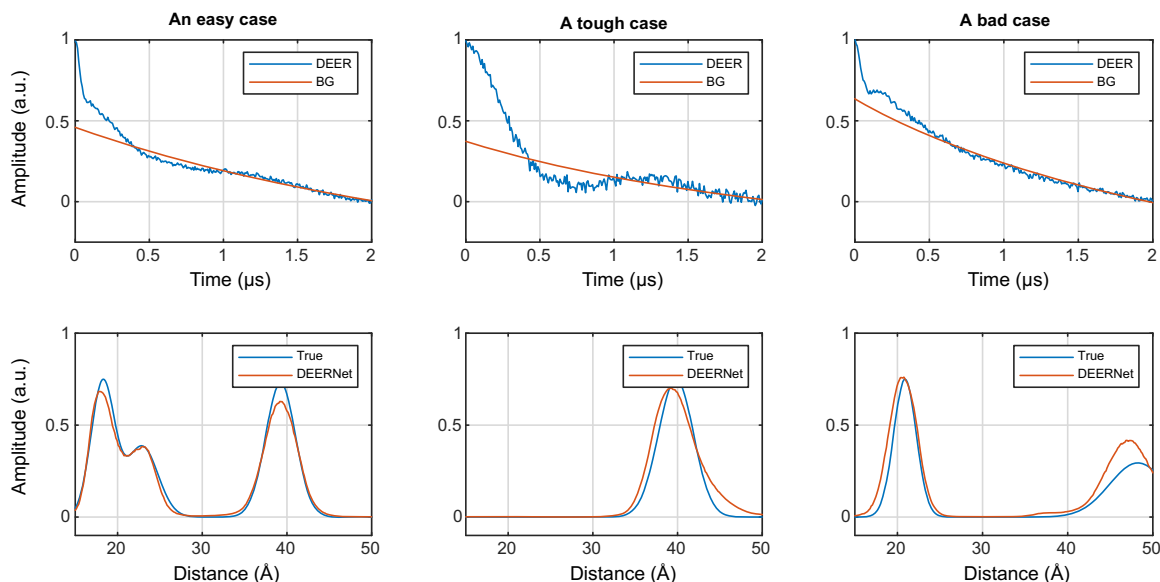 An easy case
A tough case
A bad case
Amplitude (a.u.)
1
0.5
0
DEER
BG
0
0.5
1
1.5
2
Time (µs)
1
0.5
0
DEER
BG
0
0.5
1
1.5
2
Time (µs)
Amplitude (a.u.)
1
0.5
0
DEER
BG
0
0.5
1
1.5
2
Time (µs)
Amplitude (a.u.)
1
0.5
0
True
DEERNet
20
30
40
50
Distance (Å)
1
0.5
0
True
DEERNet
20
30
40
50
Distance (Å)
Amplitude (a.u.)
1
0.5
0
True
DEERNet
20
30
40
50
Distance (Å)